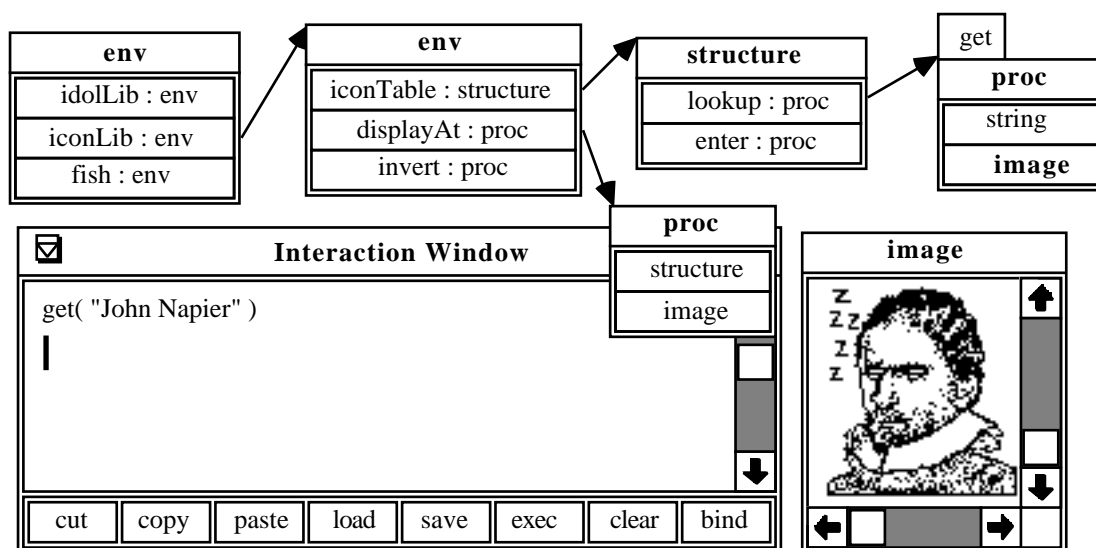 env
idolLib : env
iconLib : env
fish : env
env
iconTable : structure
displayAt : proc
invert : proc
structure
lookup : proc
enter : proc
get
proc
string
image
proc
structure
image
Interaction Window
get( "John Napier" )
cut copy paste load save exec clear bind
image
z
z z
z
z